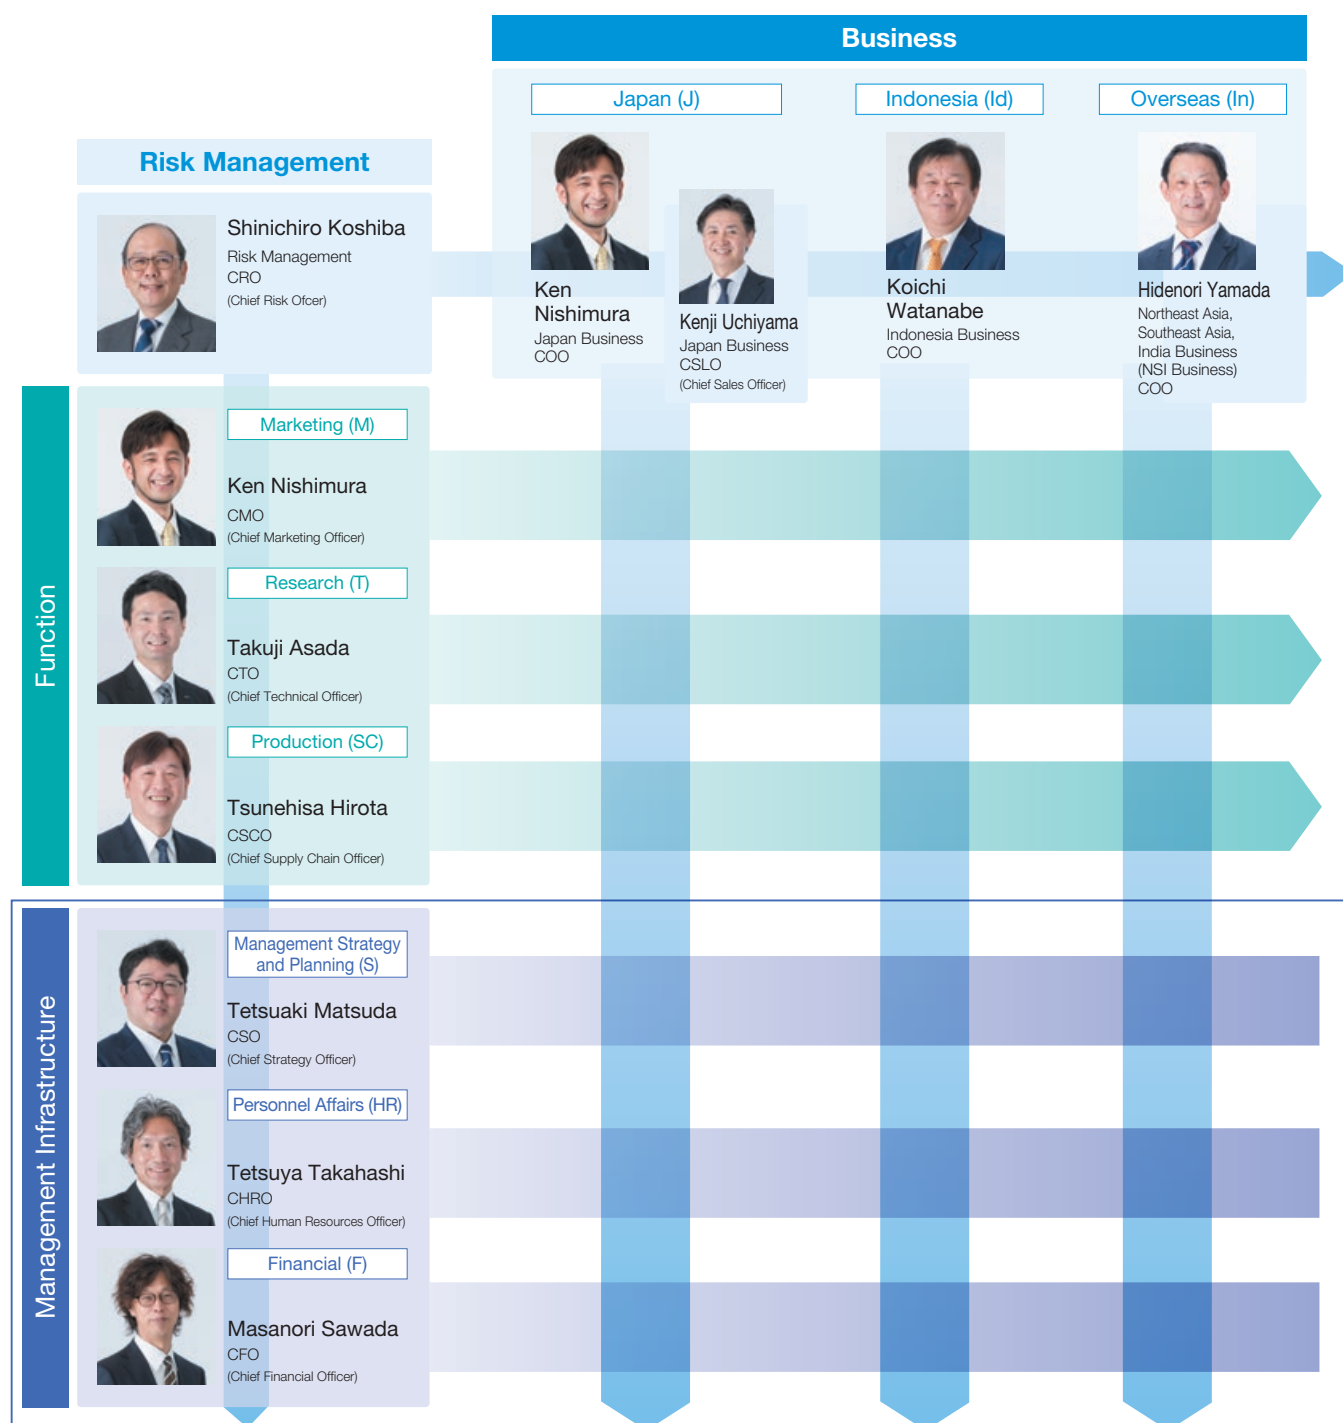 Business
Japan (J)
Indonesia (Id)
Overseas (In)
Risk Management
Shinichiro Koshiba
Risk Management
CRO
(Chief Risk Ofcer)
Ken
Nishimura
Japan Business
COO
Kenji Uchiyama
Japan Business
CSLO
(Chief Sales Officer)
Koichi
Watanabe
Indonesia Business
COO
Hidenori Yamada
Northeast Asia,
Southeast Asia,
India Business
(NSI Business)
COO
Function
Marketing (M)
Ken Nishimura
CMO
(Chief Marketing Officer)
Research (T)
Takuji Asada
CTO
(Chief Technical Officer)
Production (SC)
Tsunehisa Hirota
CSCO
(Chief Supply Chain Officer)
Management Infrastructure
Management Strategy
and Planning (S)
Tetsuaki Matsuda
CSO
(Chief Strategy Officer)
Personnel Affairs (HR)
Tetsuya Takahashi
CHRO
(Chief Human Resources Officer)
Financial (F)
Masanori Sawada
CFO
(Chief Financial Officer)